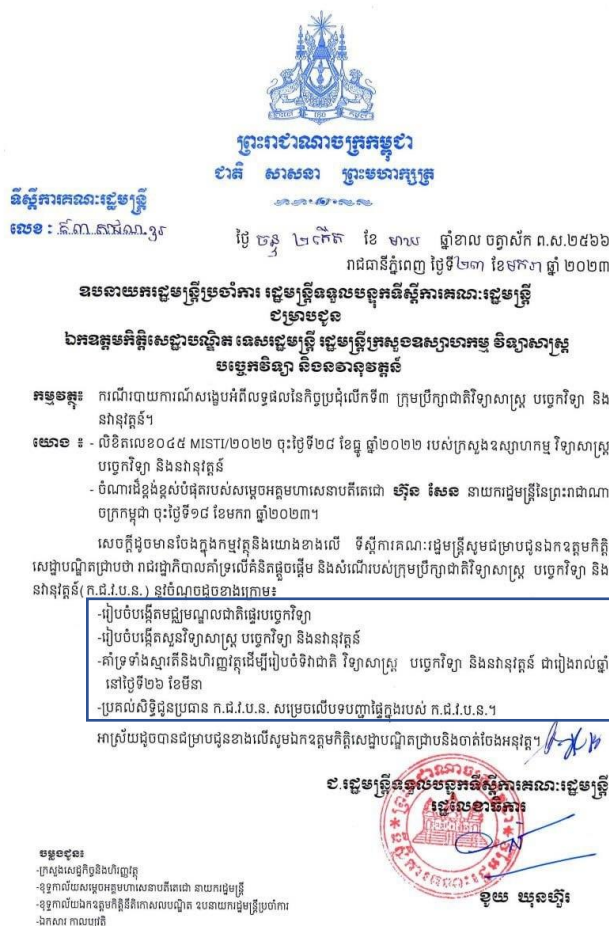 ព្រះរាជាណាចក្រកម្ពុជា
ជាតិ សាសនា ព្រះមហាក្សត្រ
ទីស្តីការគណៈរដ្ឋមន្ត្រី
លេខ៖
ថ្ងៃ ចន្ទ ២កើត ខែ មាឃ ឆ្នាំខាល ចត្វាស័ក ព.ស.២៥៦៦
រាជធានីភ្នំពេញ ថ្ងៃទី២៣ ខែមករា ឆ្នាំ ២០២៣
ឧបនាយករដ្ឋមន្ត្រីប្រចាំការ រដ្ឋមន្ត្រីទទួលបន្ទុកទីស្តីការគណៈរដ្ឋមន្ត្រី
ជម្រាបជូន
ឯកឧត្តមកិត្តិសេដ្ឋាបណ្ឌិត ទេសរដ្ឋមន្ត្រី រដ្ឋមន្ត្រីក្រសួងឧស្សាហកម្ម វិទ្យាសាស្ត្រ
បច្ចេកវិទ្យា និងនវានុវត្តន៍
កម្មវត្ថុ៖ ករណីរបាយការណ៍សង្ខេបអំពីលទ្ធផលនៃកិច្ចប្រជុំលើកទី៣ ក្រុមប្រឹក្សាជាតិវិទ្យាសាស្ត្រ បច្ចេកវិទ្យា និង
នវានុវត្តន៍។
យោង ៖ - លិខិតលេខ០៤៥ MISTI/២០២២ ចុះថ្ងៃទី២៨ ខែធ្នូ ឆ្នាំ២០២២ របស់ក្រសួងឧស្សាហកម្ម វិទ្យាសាស្ត្រ
បច្ចេកវិទ្យា និងនវានុវត្តន៍
- ចំណារដ៏ខ្ពង់ខ្ពស់បំផុតរបស់សម្តេចអគ្គមហាសេនាបតីតេជោ ហ៊ុន សែន នាយករដ្ឋមន្ត្រីនៃព្រះរាជាណា
ចក្រកម្ពុជា ចុះថ្ងៃទី១៨ ខែមករា ឆ្នាំ២០២៣។
សេចក្តីដូចមានចែងក្នុងកម្មវត្ថុនិងយោងខាងលើ ទីស្តីការគណៈរដ្ឋមន្ត្រីសូមជម្រាបជូនឯកឧត្តមកិត្តិ
សេដ្ឋាបណ្ឌិតជ្រាបថា រាជរដ្ឋាភិបាលគាំទ្រលើគំនិតផ្តួចផ្តើម និងសំណើរបស់ក្រុមប្រឹក្សាជាតិវិទ្យាសាស្ត្រ បច្ចេកវិទ្យា និង
នវានុវត្តន៍(ក.ជ.វ.ប.ន.) នូវចំណុចដូចខាងក្រោម៖
-រៀបចំបង្កើតមជ្ឈមណ្ឌលជាតិផ្ទេរបច្ចេកវិទ្យា
-រៀបចំបង្កើតសួនវិទ្យាសាស្ត្រ បច្ចេកវិទ្យា និងនវានុវត្តន៍
-គាំទ្រទាំងស្មារតីនិងហិរញ្ញវត្ថុដើម្បីរៀបចំទិវាជាតិ វិទ្យាសាស្ត្រ បច្ចេកវិទ្យា និងនវានុវត្តន៍ ជារៀងរាល់ឆ្នាំ
នៅថ្ងៃទី២៦ ខែមីនា
-ប្រគល់សិទ្ធិជូនប្រធាន ក.ជ.វ.ប.ន. សម្រេចលើបទបញ្ជាផ្ទៃក្នុងរបស់ ក.ជ.វ.ប.ន.។
អាស្រ័យដូចបានជម្រាបជូនខាងលើសូមឯកឧត្តមកិត្តិសេដ្ឋាបណ្ឌិតជ្រាបនិងចាត់ចែងអនុវត្ត។
ជ.រដ្ឋមន្ត្រីទទួលបន្ទុកទីស្តីការគណៈរដ្ឋមន្ត្រី
រដ្ឋលេខាធិការ
ខួយ ឃុនហ៊ួរ
ចម្លងជូន៖
-ក្រសួងសេដ្ឋកិច្ចនិងហិរញ្ញវត្ថុ
-ខុទ្ទកាល័យសម្តេចអគ្គមហាសេនាបតីតេជោ នាយករដ្ឋមន្ត្រី
-ខុទ្ទកាល័យឯកឧត្តមកិត្តិនីតិកោសលបណ្ឌិត ឧបនាយករដ្ឋមន្ត្រីប្រចាំការ
-ឯកសារ កាលប្បវត្តិ